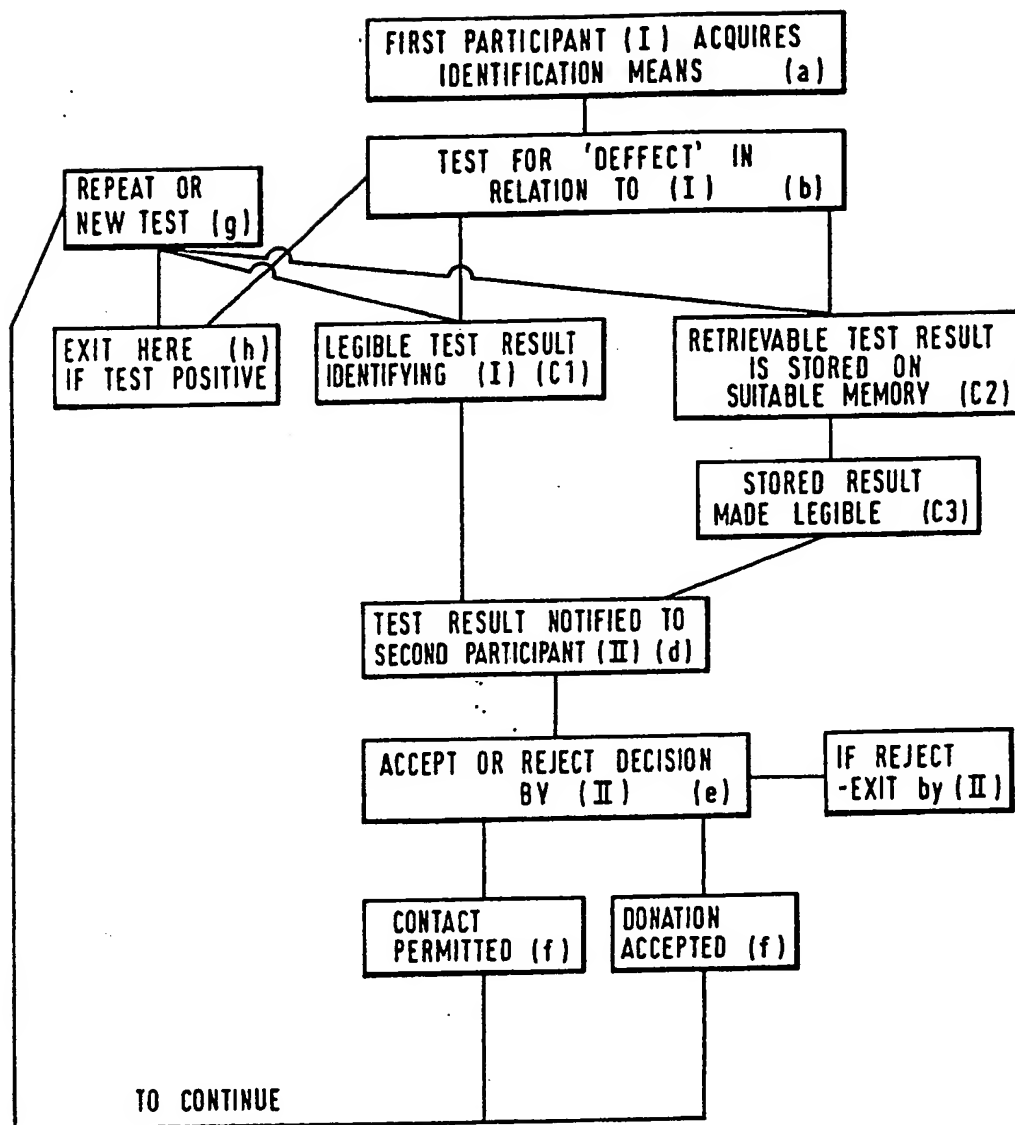 FIRST PARTICIPANT (I) ACQUIRES
IDENTIFICATION MEANS (a)
TEST FOR 'DEFFECT' IN
RELATION TO (I) (b)
REPEAT OR
NEW TEST (g)
EXIT HERE (h)
IF TEST POSITIVE
LEGIBLE TEST RESULT
IDENTIFYING (I) (C1)
RETRIEVABLE TEST RESULT
IS STORED ON
SUITABLE MEMORY (C2)
STORED RESULT
MADE LEGIBLE (C3)
TEST RESULT NOTIFIED TO
SECOND PARTICIPANT (II) (d)
ACCEPT OR REJECT DECISION
BY (II) (e)
IF REJECT
-EXIT by (II)
CONTACT
PERMITTED (f)
DONATION
ACCEPTED (f)
TO CONTINUE